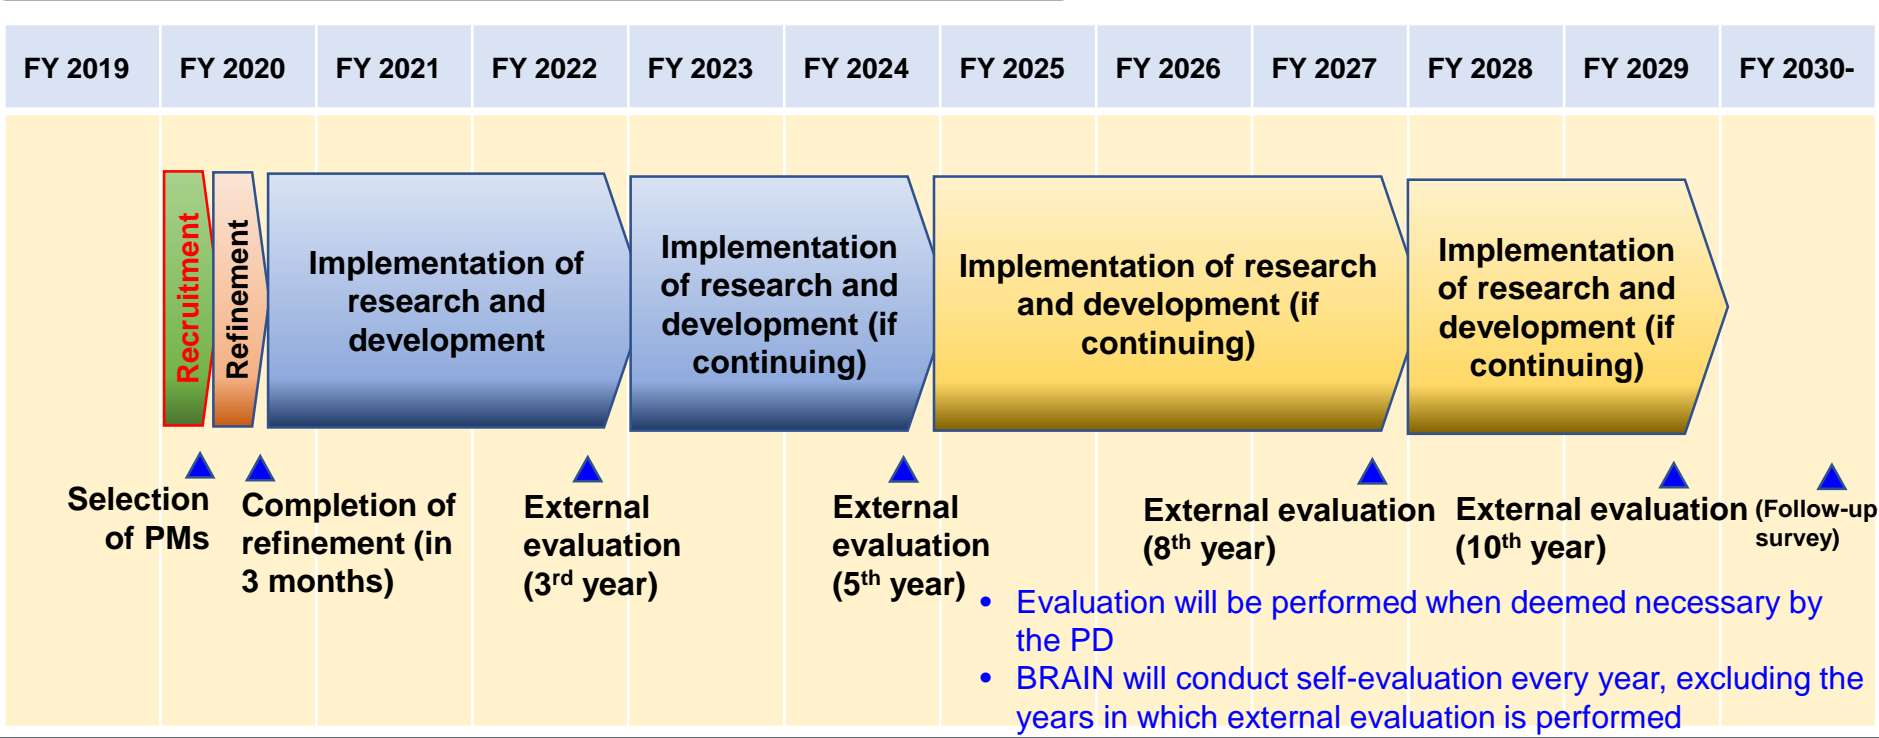 FY 2019 FY 2020 FY 2021 FY 2022 FY 2023 FY 2024 FY 2025 FY 2026 FY 2027 FY 2028 FY 2029 FY 2030-
Recruitment
Refinement
Implementation of
research and
development
Implementation
of research and
development (if
continuing)
Implementation of research
and development (if
continuing)
Implementation
of research and
development (if
continuing)
Selection
of PMs
Completion of
refinement (in
3 months)
External
evaluation
(3rd year)
External
evaluation
(5th year)
External evaluation
(8th year)
External evaluation
(10th year)
(Follow-up
survey)
• Evaluation will be performed when deemed necessary by
the PD
• BRAIN will conduct self-evaluation every year, excluding the
years in which external evaluation is performed